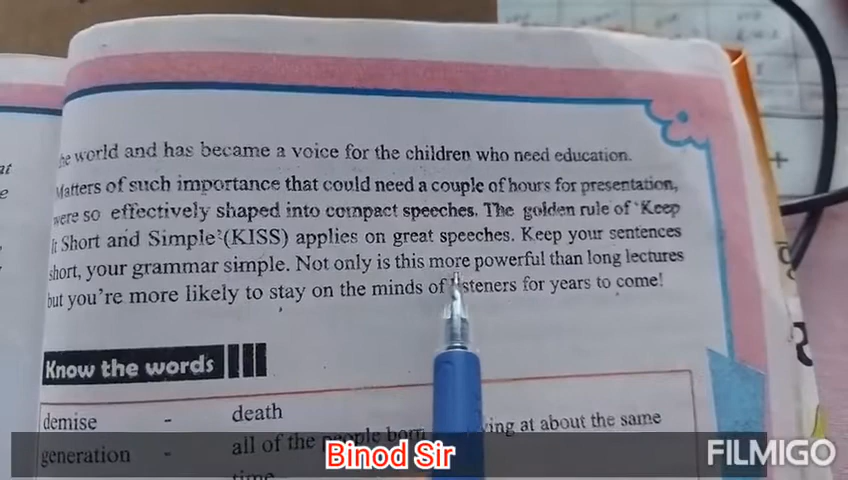 at
e
he world and has became a voice for the children who need education.
Matters of such importance that could need a couple of hours for presentation,
were so effectively shaped into compact speeches. The golden rule of 'Keep
It Short and Simple' (KISS) applies on great speeches. Keep your sentences
short, your grammar simple. Not only is this more powerful than long lectures
but you're more likely to stay on the minds of listeners for years to come!
Know the words
demise - death
generation - all of the people born ing at about the same
time
Binod Sir
FILMIGO